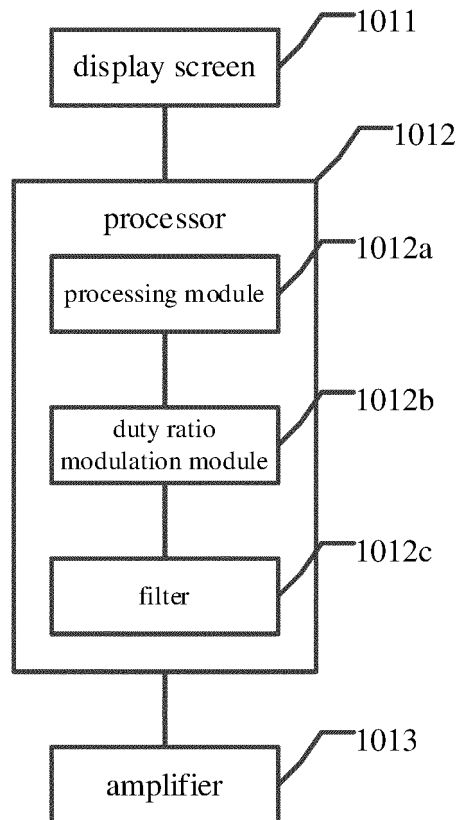 1011
display screen
1012
processor
1012a
processing module
1012b
duty ratio
modulation module
1012c
filter
1013
amplifier